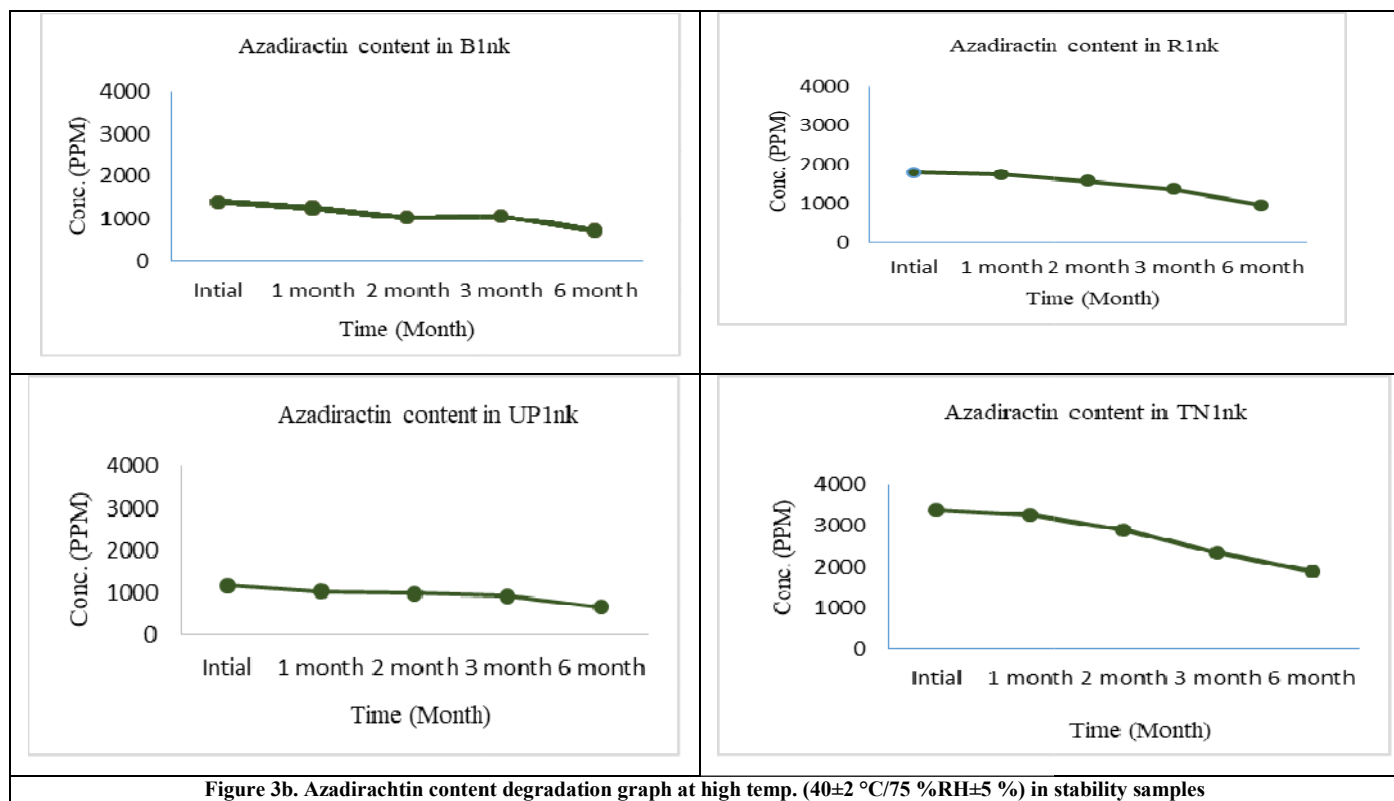 Azadiractin content in B1nk
4000
3000
2000
1000
0
Conc. (PPM)
Intial 1 month 2 month 3 month 6 month
Time (Month)
Azadiractin content in R1nk
4000
3000
2000
1000
0
Conc. (PPM)
Intial 1 month 2 month 3 month 6 month
Time (Month)
Azadiractin content in UP1nk
4000
3000
2000
1000
0
Conc. (PPM)
Intial 1 month 2 month 3 month 6 month
Time (Month)
Azadiractin content in TN1nk
4000
3000
2000
1000
0
Conc. (PPM)
Intial 1 month 2 month 3 month 6 month
Time (Month)
Figure 3b. Azadirachtin content degradation graph at high temp. (40±2 °C/75 %RH±5 %) in stability samples